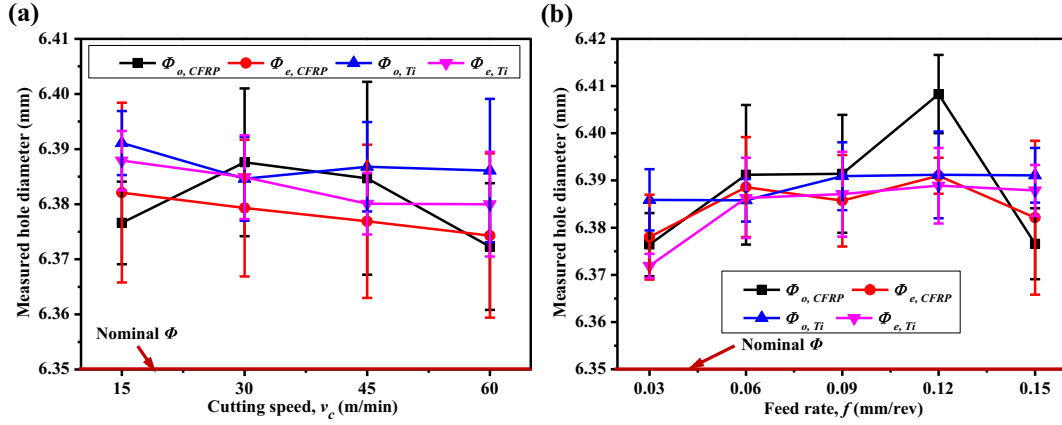 (a)
Measured hole diameter (mm)
6.41
6.40
6.39
6.38
6.37
6.36
6.35
Φo, CFRP Φe, CFRP Φo, Ti Φe, Ti
Nominal Φ
15 30 45 60
Cutting speed, vc (m/min)
(b)
Measured hole diameter (mm)
6.42
6.41
6.40
6.39
6.38
6.37
6.36
6.35
Φo, CFRP Φe, CFRP
Φo, Ti Φe, Ti
Nominal Φ
0.03 0.06 0.09 0.12 0.15
Feed rate, f (mm/rev)